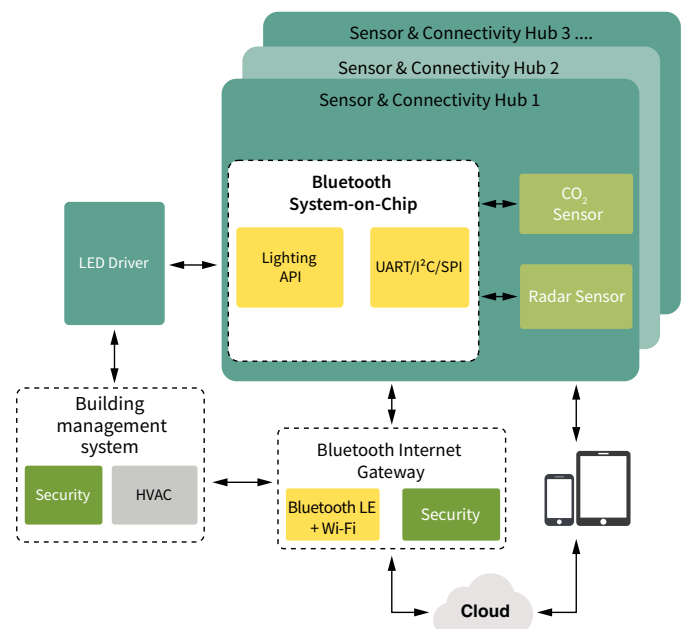 Sensor & Connectivity Hub 3 ....
Sensor & Connectivity Hub 2
Sensor & Connectivity Hub 1
Bluetooth
System-on-Chip
Lighting
API
UART/I²C/SPI
CO₂
Sensor
Radar Sensor
LED Driver
Building
management
system
Security
HVAC
Bluetooth Internet
Gateway
Bluetooth LE
+ Wi-Fi
Security
Cloud